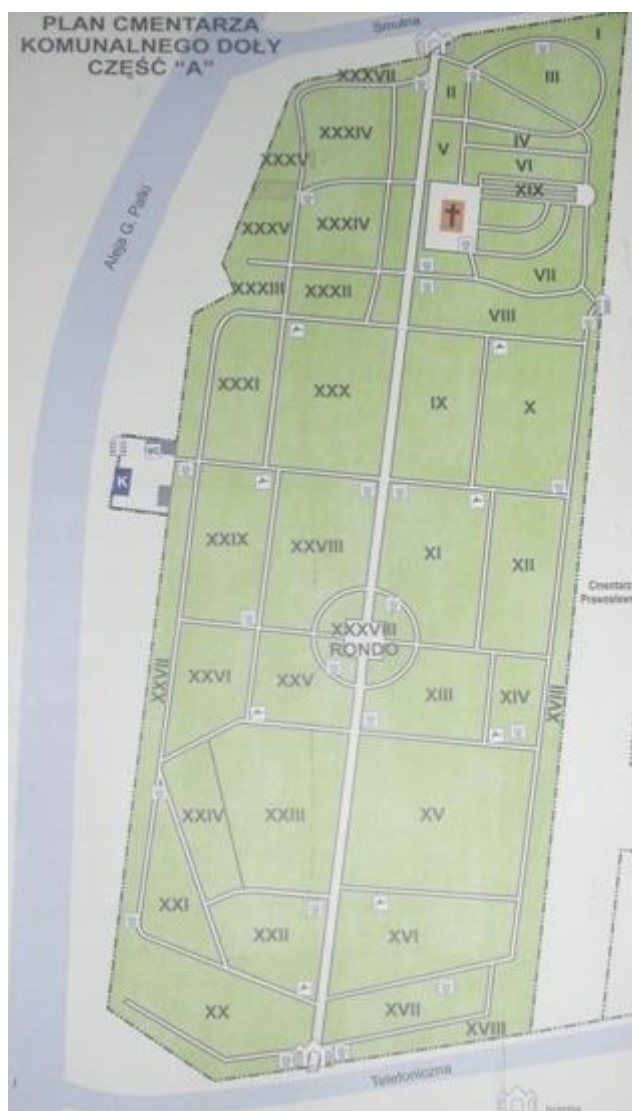 PLAN CMENTARZA
KOMUNALNEGO DOŁY
CZĘŚĆ "A"
Smutna
I
XXXVII
II
III
XXXIV
V
IV
VI
XXXVI
XIX
XXXV
XXXIV
VII
XXXIII
XXXII
VIII
Aleja G. Palki
XXXI
XXX
IX
X
K
XXIX
XXVIII
XI
XII
Cmentarz
Prawosławny
XXXVIII
RONDO
XXVII
XXVI
XXV
XIII
XIV
XVIII
XXIV
XXIII
XV
XXI
XXII
XVI
XX
XVII
XVIII
Telefoniczna